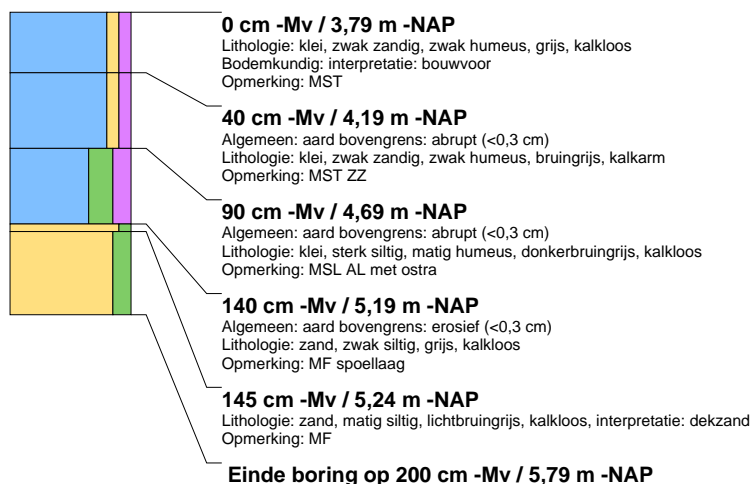 0 cm -Mv / 3,79 m -NAP
Lithologie: klei, zwak zandig, zwak humeus, grijs, kalkloos
Bodemkundig: interpretatie: bouwvoor
Opmerking: MST
40 cm -Mv / 4,19 m -NAP
Algemeen: aard bovengrens: abrupt (<0,3 cm)
Lithologie: klei, zwak zandig, zwak humeus, bruingrijs, kalkarm
Opmerking: MST ZZ
90 cm -Mv / 4,69 m -NAP
Algemeen: aard bovengrens: abrupt (<0,3 cm)
Lithologie: klei, sterk siltig, matig humeus, donkerbruingrijs, kalkloos
Opmerking: MSL AL met ostra
140 cm -Mv / 5,19 m -NAP
Algemeen: aard bovengrens: erosief (<0,3 cm)
Lithologie: zand, zwak siltig, grijs, kalkloos
Opmerking: MF spoellaag
145 cm -Mv / 5,24 m -NAP
Lithologie: zand, matig siltig, lichtbruingrijs, kalkloos, interpretatie: dekzand
Opmerking: MF
Einde boring op 200 cm -Mv / 5,79 m -NAP